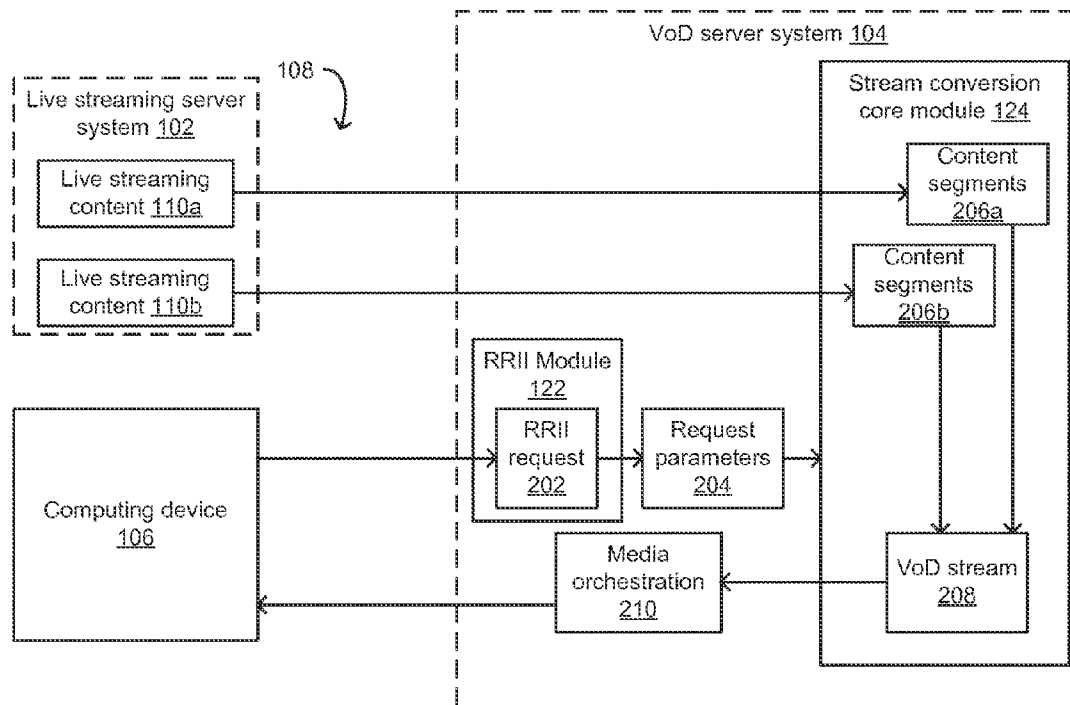 VoD server system 104
108
Live streaming server
system 102
Live streaming
content 110a
Live streaming
content 110b
Stream conversion
core module 124
Content
segments
206a
Content
segments
206b
RRII Module
122
RRII
request
202
Request
parameters
204
Computing device
106
Media
orchestration
210
VoD stream
208